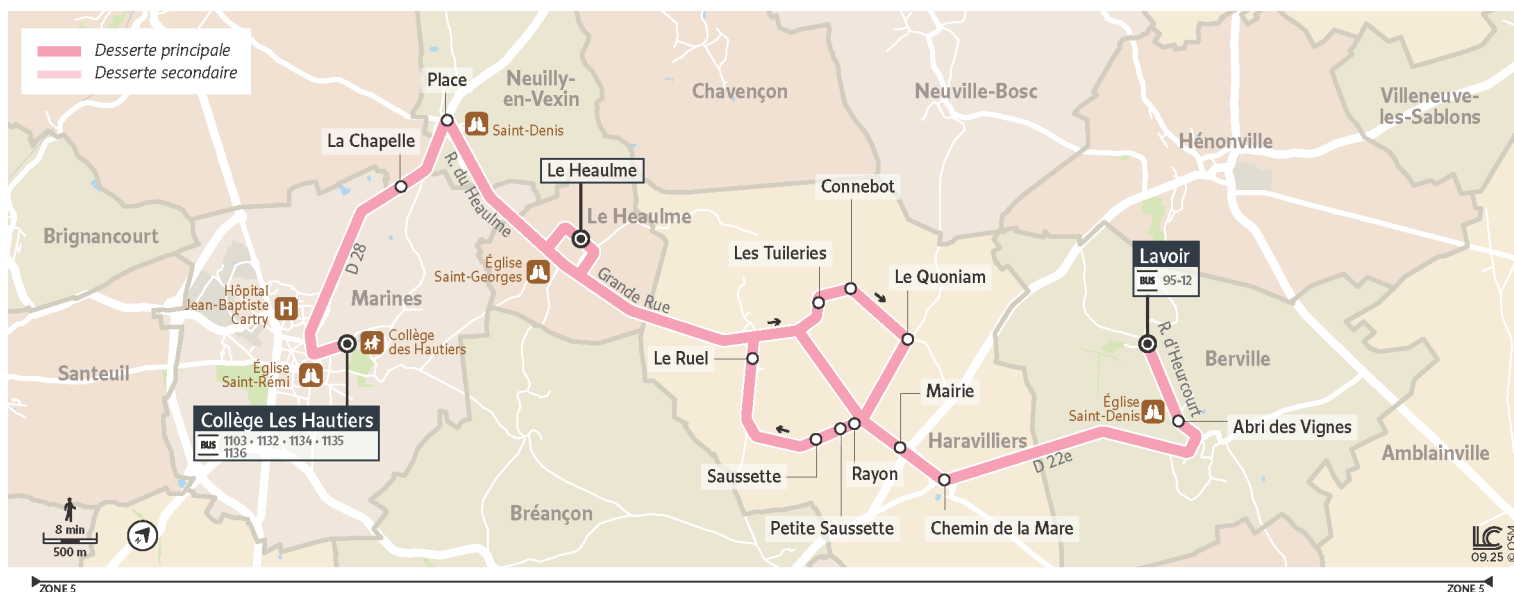 Desserte principale
Desserte secondaire
Place
Neuilly-
en-Vexin
Chavençon
Neuville-Bosc
Villeneuve-
les-Sablons
Hénonville
Saint-Denis
La Chapelle
R. du Heaulme
Le Heaulme
Le Heaulme
Connebot
Brignancourt
D 28
Église
Saint-Georges
Grande Rue
Les Tuileries
Le Quoniam
Lavoir
BUS 95-12
Hôpital
Jean-Baptiste
Cartry
H
Marines
Collège
des Hautiers
Le Ruel
R. d'Heurcourt
Berville
Santeuil
Église
Saint-Rémi
Mairie
Église
Saint-Denis
Abri des Vignes
Collège Les Hautiers
BUS 1103 • 1132 • 1134 • 1135
1136
Haravilliers
D 22e
Amblainville
Saussette
Rayon
Bréançon
Petite Saussette
Chemin de la Mare
8 min
500 m
LC
09.25 © OSM
ZONE 5
ZONE 5